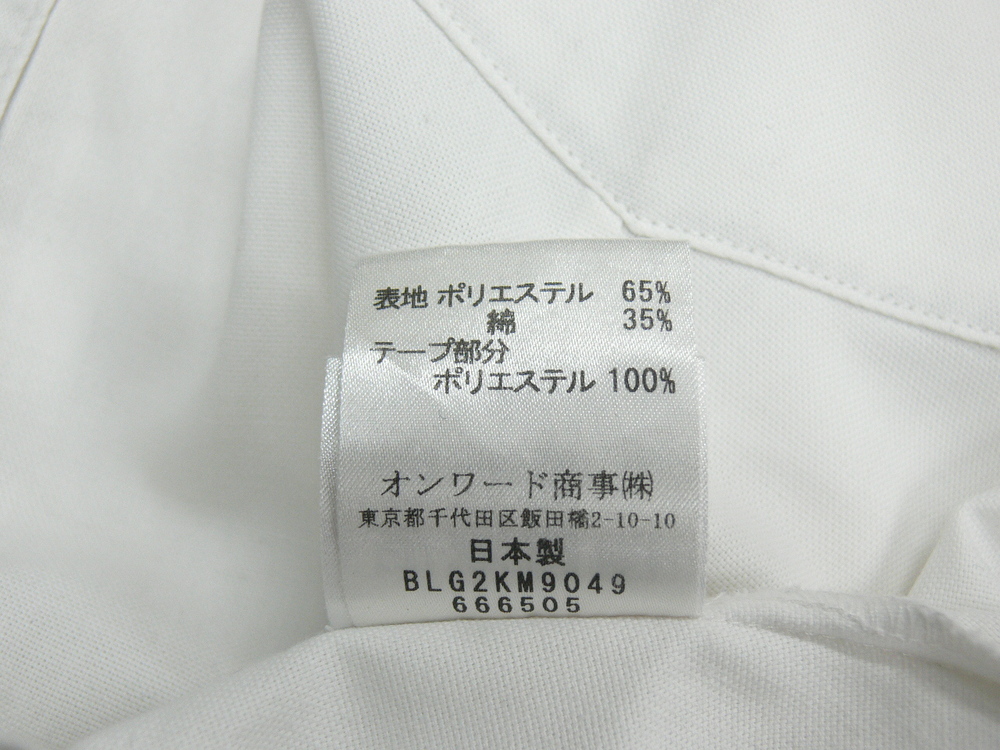 表地 ポリエステル 65%
綿 35%
テープ部分
ポリエステル 100%
オンワード商事㈱
東京都千代田区飯田橋2-10-10
日本製
BLG2KM9049
666505